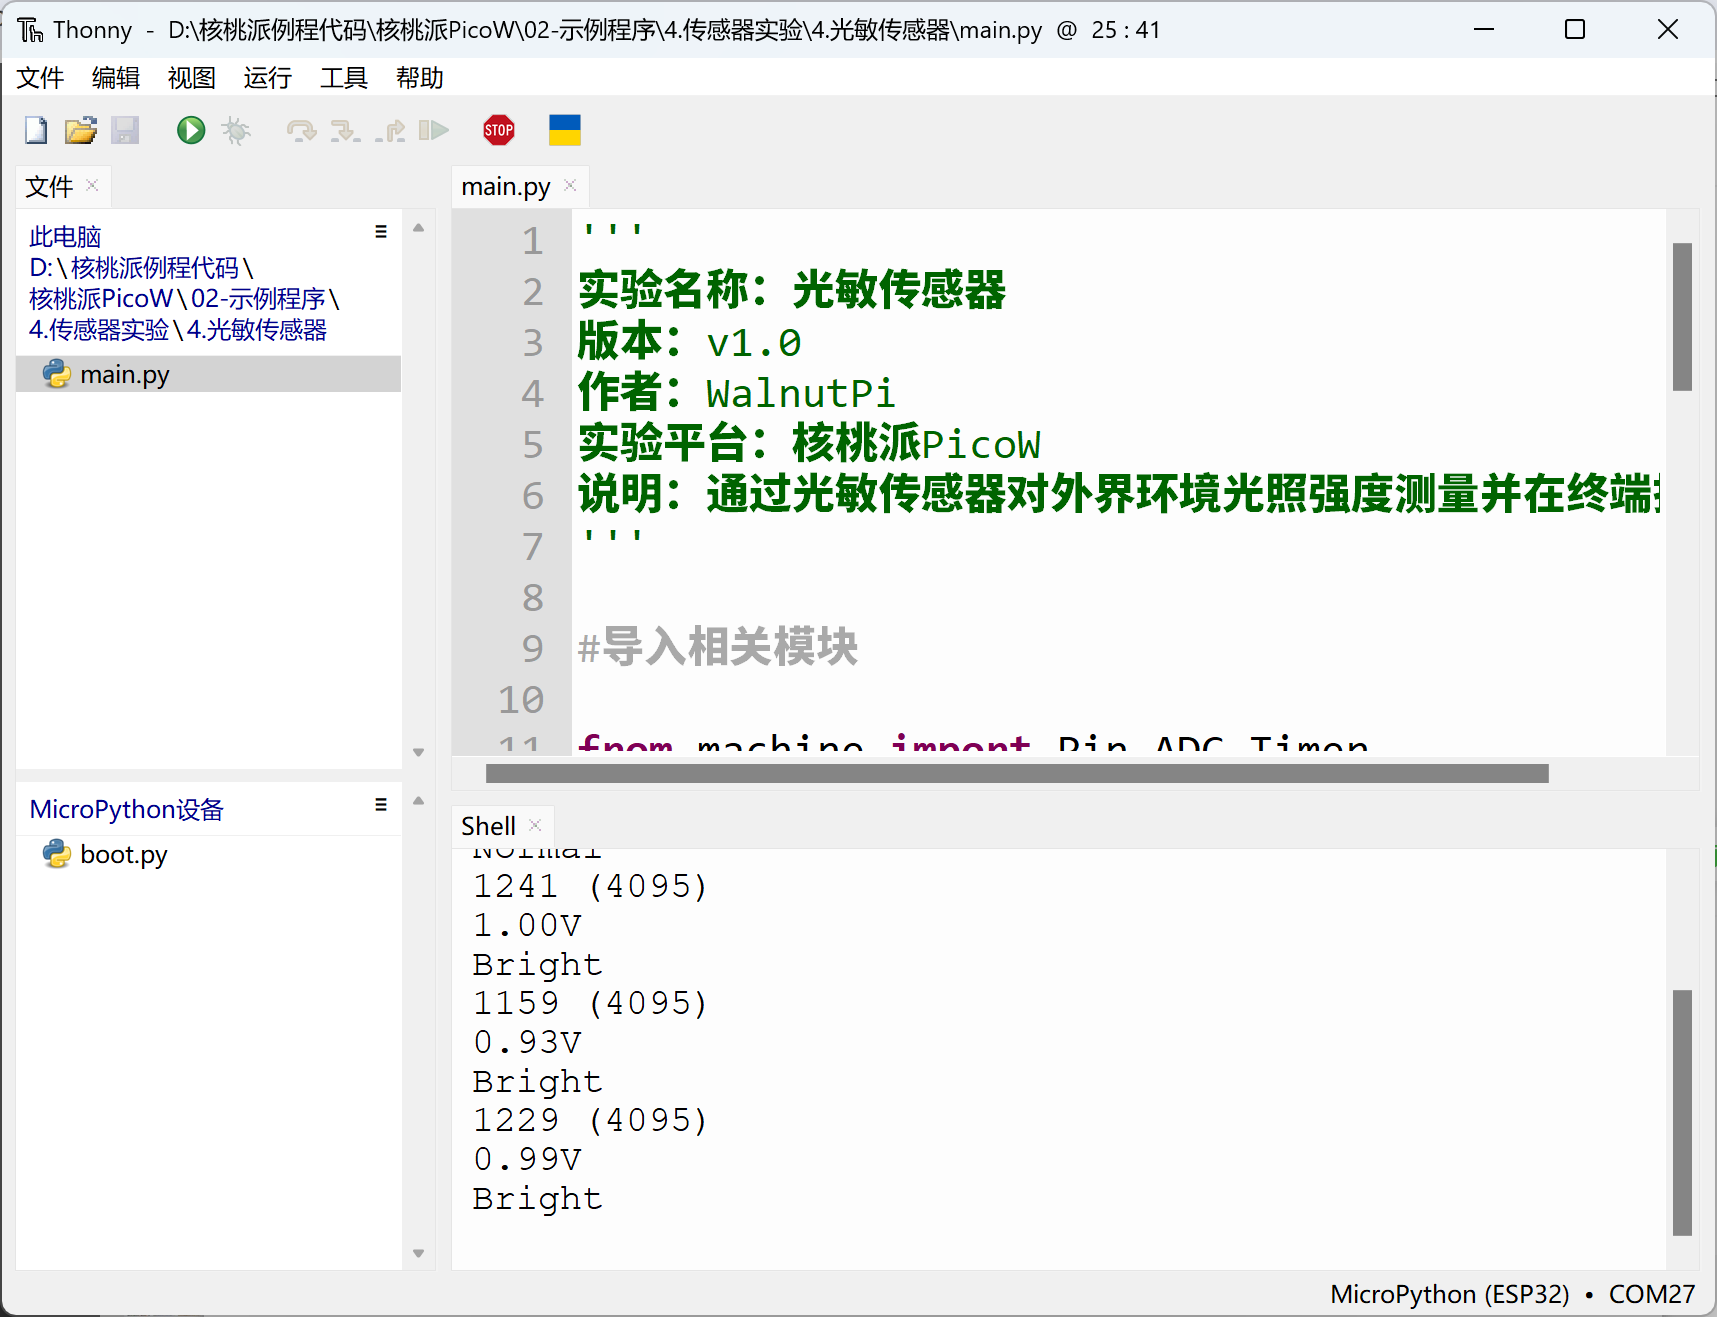 Thonny - D:\核桃派例程代码\核桃派PicoW\02-示例程序\4.传感器实验\4.光敏传感器\main.py @ 25 : 41
文件 编辑 视图 运行 工具 帮助
STOP
文件
此电脑
D:\核桃派例程代码\
核桃派PicoW\02-示例程序\
4.传感器实验\4.光敏传感器
main.py
MicroPython设备
boot.py
main.py
1 '''
2 实验名称：光敏传感器
3 版本：v1.0
4 作者：WalnutPi
5 实验平台：核桃派PicoW
6 说明：通过光敏传感器对外界环境光照强度测量并在终端
7 '''
8
9 #导入相关模块
10
11 from machine import Pin,ADC,Timer
Shell
Normal
1241 (4095)
1.00V
Bright
1159 (4095)
0.93V
Bright
1229 (4095)
0.99V
Bright
MicroPython (ESP32) • COM27